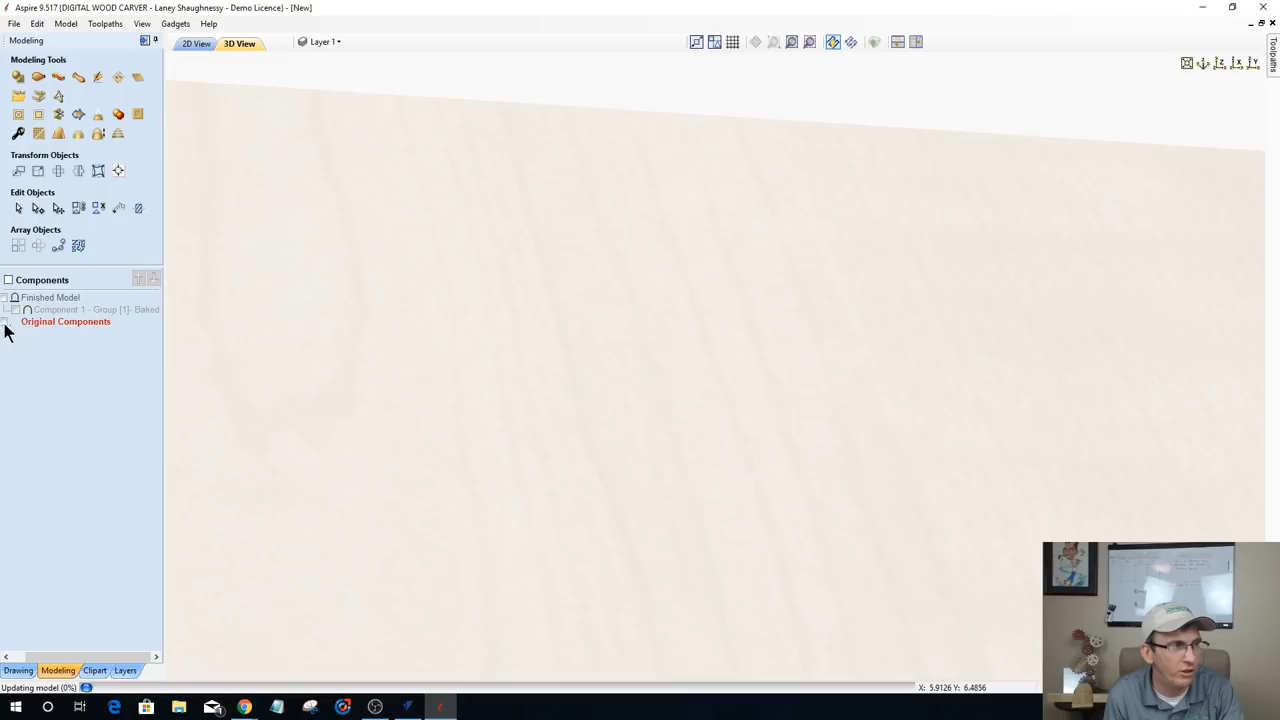 Aspire 9.517 (DIGITAL WOOD CARVER - Laney Shaughnessy - Demo Licence) - [New]
File Edit Model Toolpaths View Gadgets Help
Modeling
2D View 3D View Layer 1
Toolpaths
Modeling Tools
Transform Objects
Edit Objects
Array Objects
Components
Finished Model
Component 1 - Group [1]- Baked
Original Components
Drawing Modeling Clipart Layers
Updating model (0%)
X: 5.9126 Y: 6.4856